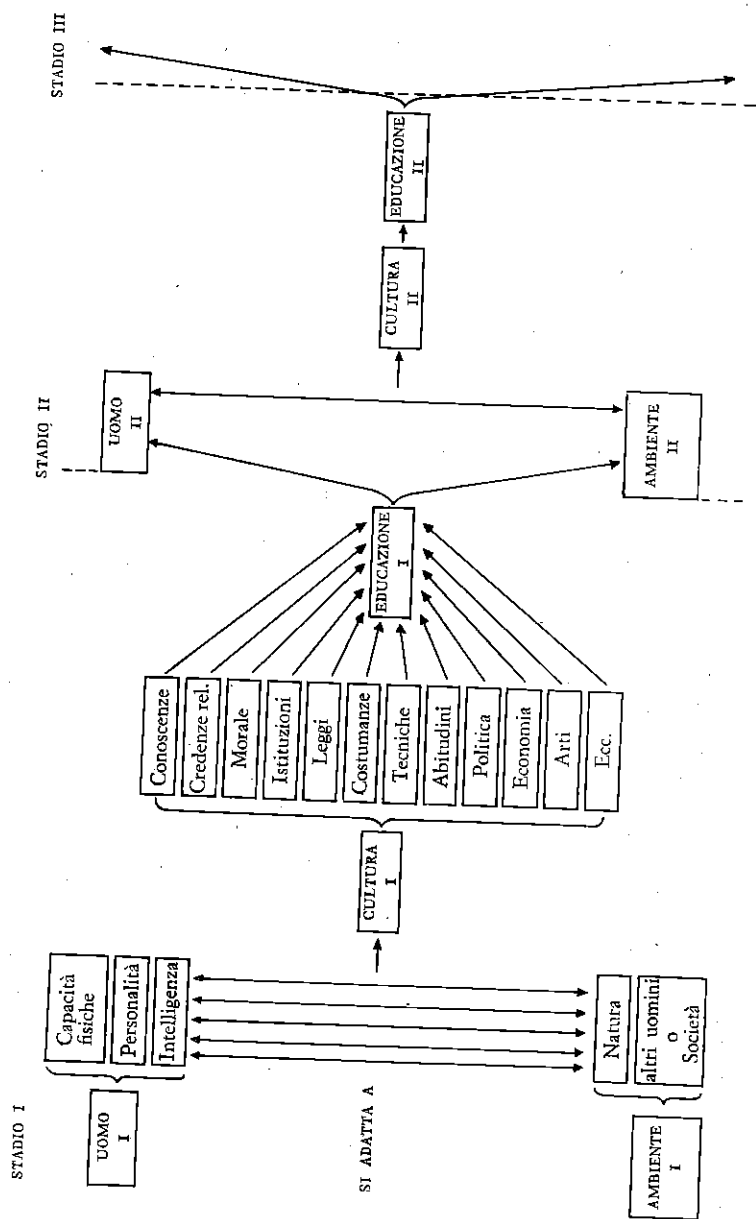 STADIO I
UOMO
I
Capacità
fisiche
Personalità
Intelligenza
SI ADATTA A
AMBIENTE
I
Natura
altri uomini
o
Società
CULTURA
I
Conoscenze
Credenze rel.
Morale
Istituzioni
Leggi
Costumanze
Tecniche
Abitudini
Politica
Economia
Arti
Ecc.
EDUCAZIONE
I
STADIO II
UOMO
II
AMBIENTE
II
CULTURA
II
EDUCAZIONE
II
STADIO III